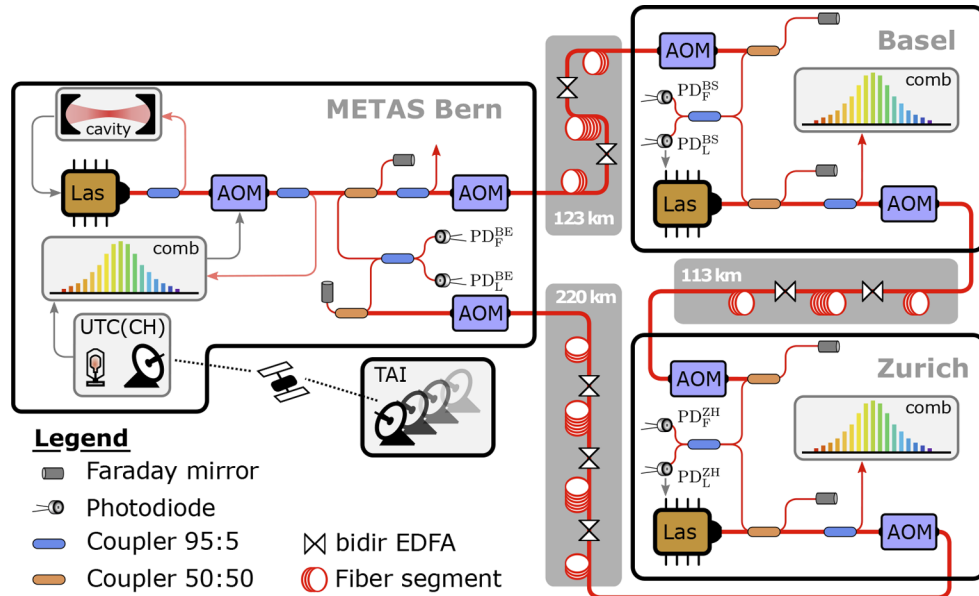 METAS Bern
cavity
Las
AOM
AOM
comb
PD_F^BE
PD_L^BE
AOM
UTC(CH)
TAI
123 km
220 km
Basel
AOM
PD_F^BS
PD_L^BS
comb
Las
AOM
113 km
Zurich
AOM
PD_F^ZH
PD_L^ZH
comb
Las
AOM
Legend
Faraday mirror
Photodiode
Coupler 95:5
Coupler 50:50
bidir EDFA
Fiber segment